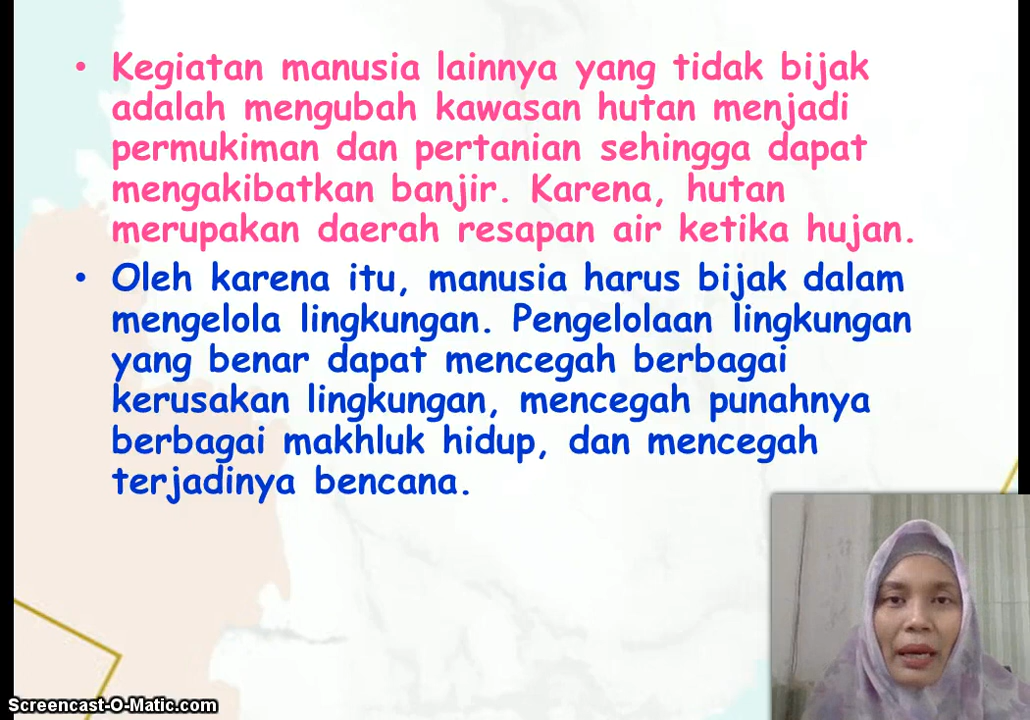 • Kegiatan manusia lainnya yang tidak bijak
adalah mengubah kawasan hutan menjadi
permukiman dan pertanian sehingga dapat
mengakibatkan banjir. Karena, hutan
merupakan daerah resapan air ketika hujan.
• Oleh karena itu, manusia harus bijak dalam
mengelola lingkungan. Pengelolaan lingkungan
yang benar dapat mencegah berbagai
kerusakan lingkungan, mencegah punahnya
berbagai makhluk hidup, dan mencegah
terjadinya bencana.
Screencast-O-Matic.com